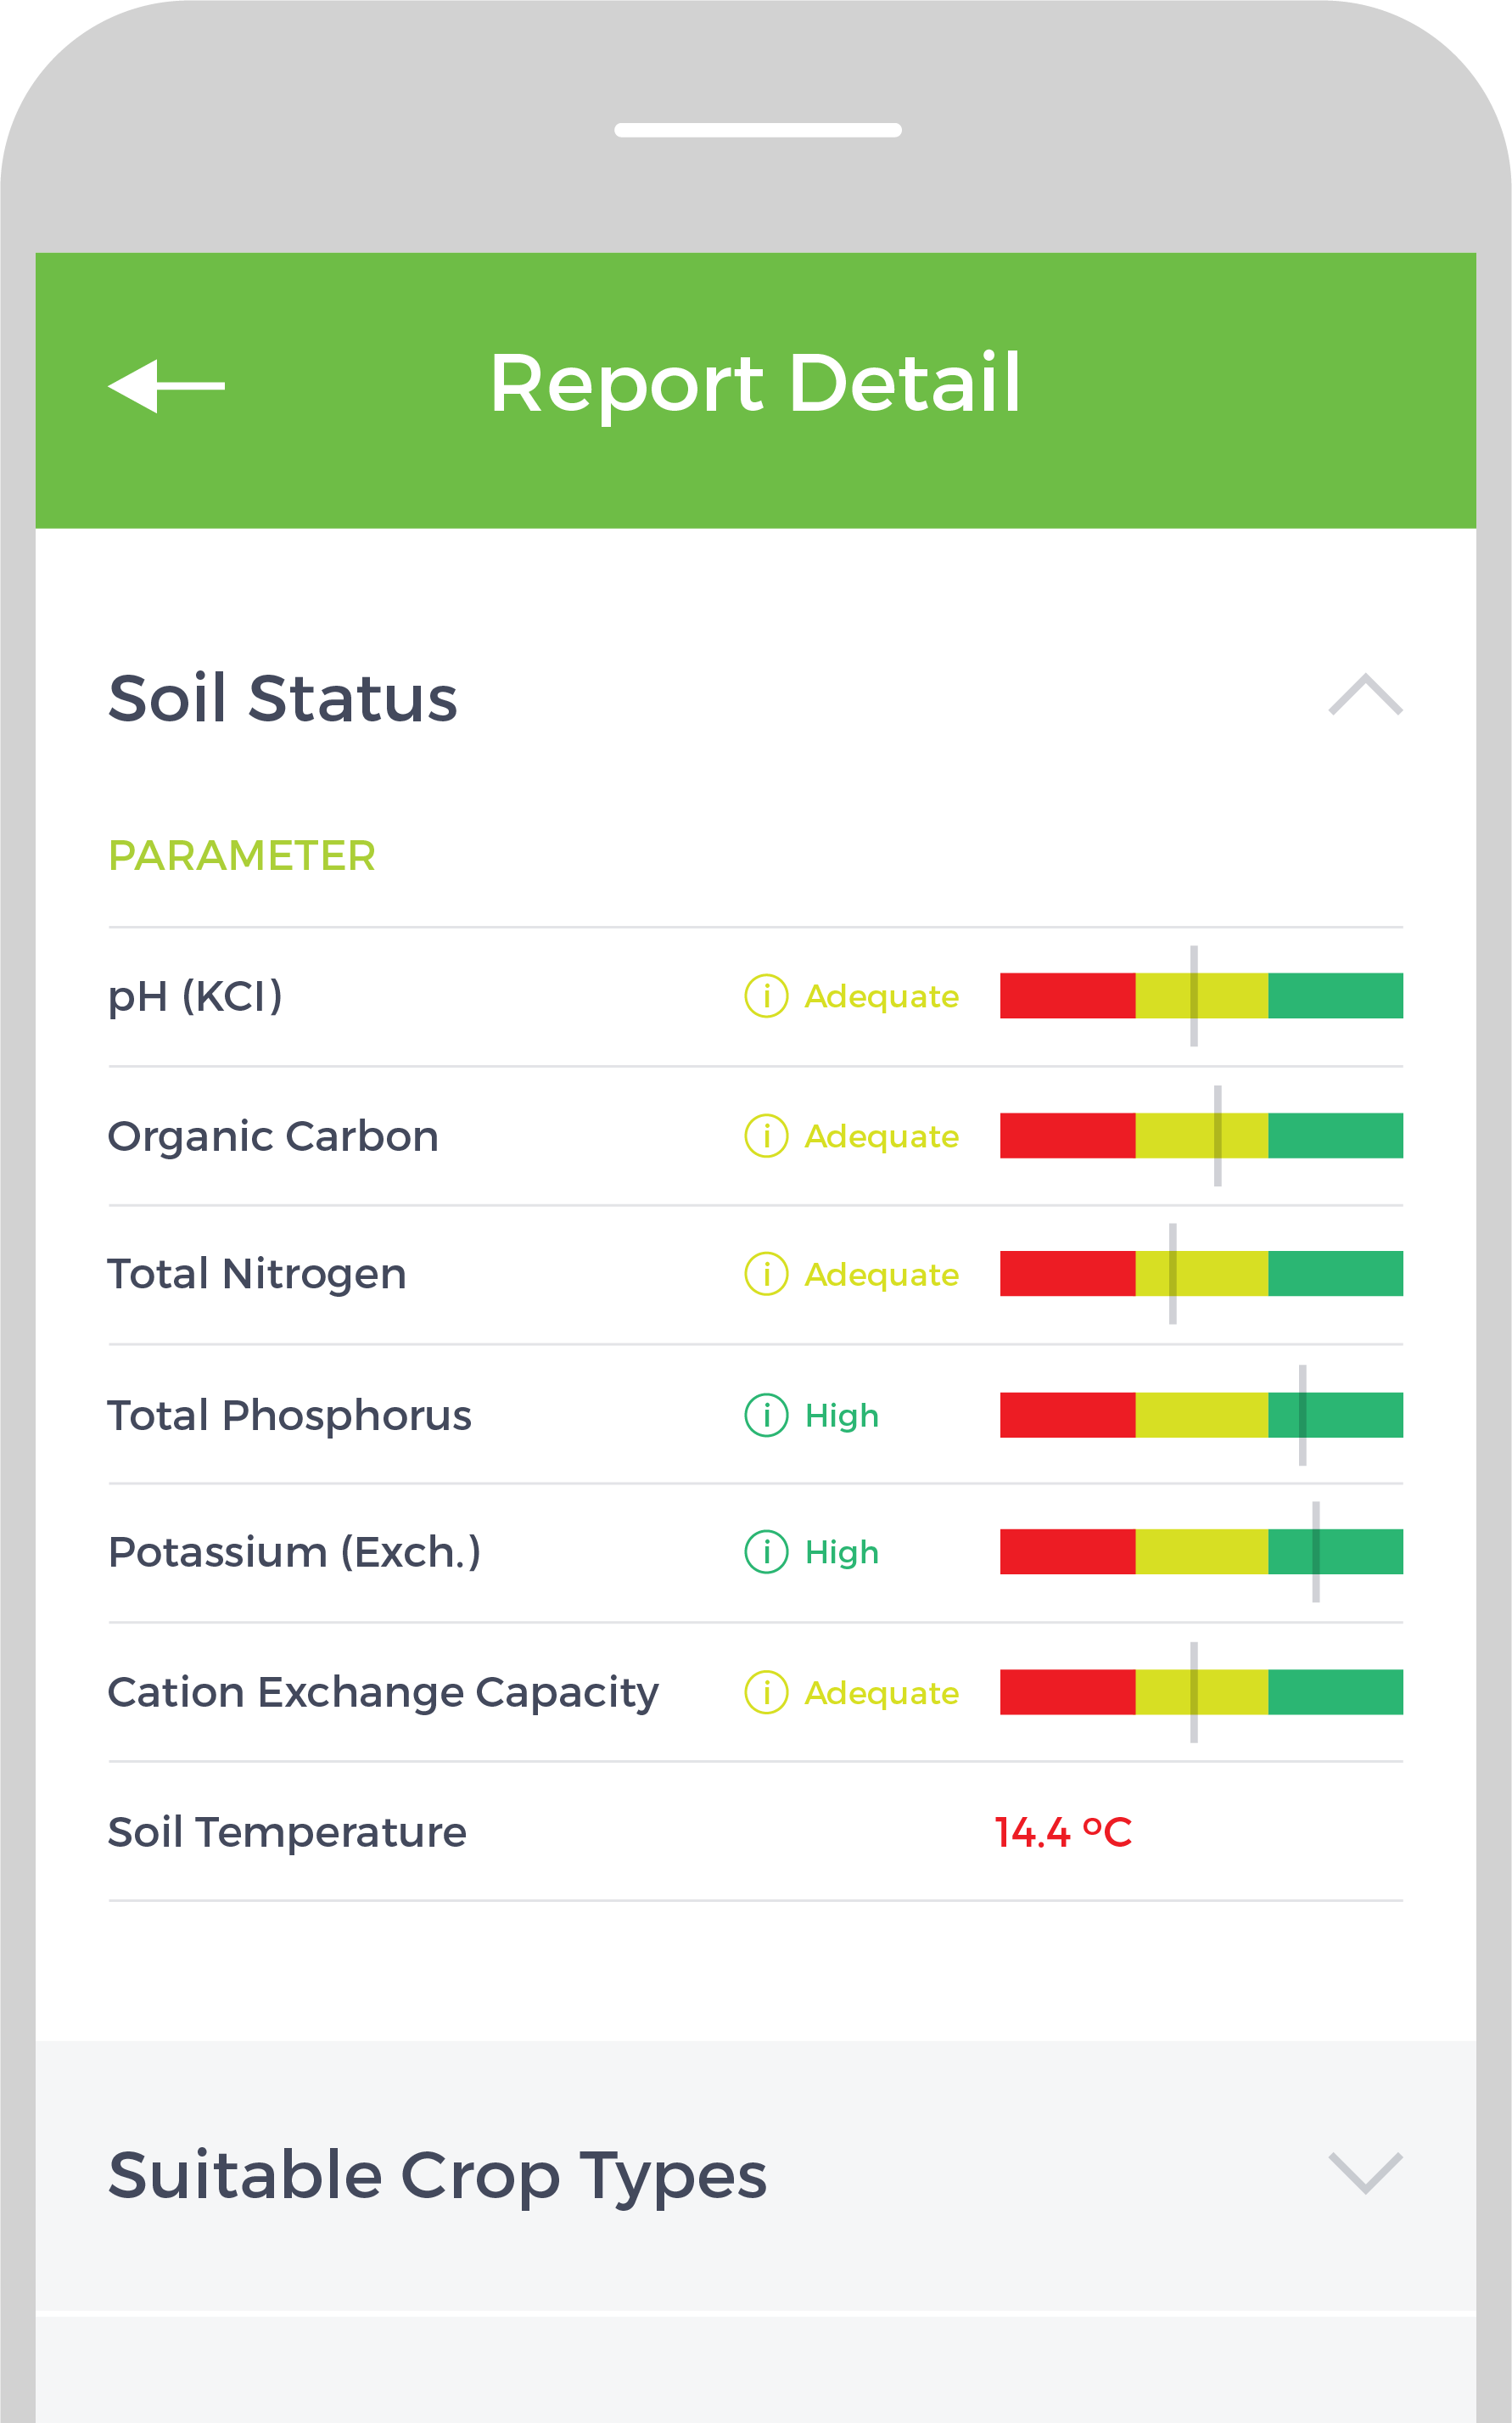 Report Detail
Soil Status
PARAMETER
pH (KCI)
i Adequate
Organic Carbon
i Adequate
Total Nitrogen
i Adequate
Total Phosphorus
i High
Potassium (Exch.)
i High
Cation Exchange Capacity
i Adequate
Soil Temperature
14.4 °C
Suitable Crop Types